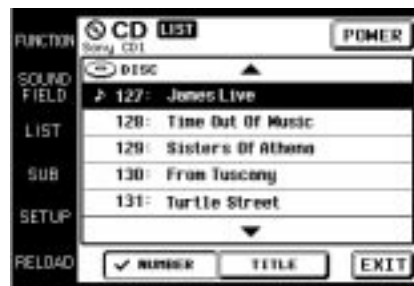 FUNCTION
SOUND
FIELD
LIST
SUB
SETUP
RELOAD
CD LIST
Sony CD1
POWER
DISC
127: James Live
128: Time Out Of Music
129: Sisters Of Athena
130: From Tuscany
131: Turtle Street
NUMBER
TITLE
EXIT